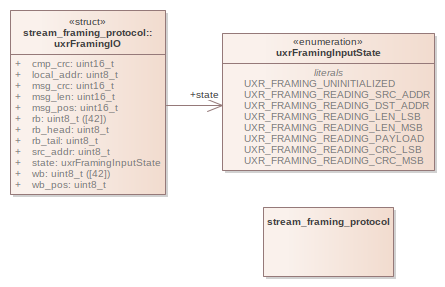 «struct»
stream_framing_protocol::
uxrFramingIO
+ cmp_crc: uint16_t
+ local_addr: uint8_t
+ msg_crc: uint16_t
+ msg_len: uint16_t
+ msg_pos: uint16_t
+ rb: uint8_t ([42])
+ rb_head: uint8_t
+ rb_tail: uint8_t
+ src_addr: uint8_t
+ state: uxrFramingInputState
+ wb: uint8_t ([42])
+ wb_pos: uint8_t
+state
«enumeration»
uxrFramingInputState
literals
UXR_FRAMING_UNINITIALIZED
UXR_FRAMING_READING_SRC_ADDR
UXR_FRAMING_READING_DST_ADDR
UXR_FRAMING_READING_LEN_LSB
UXR_FRAMING_READING_LEN_MSB
UXR_FRAMING_READING_PAYLOAD
UXR_FRAMING_READING_CRC_LSB
UXR_FRAMING_READING_CRC_MSB
stream_framing_protocol